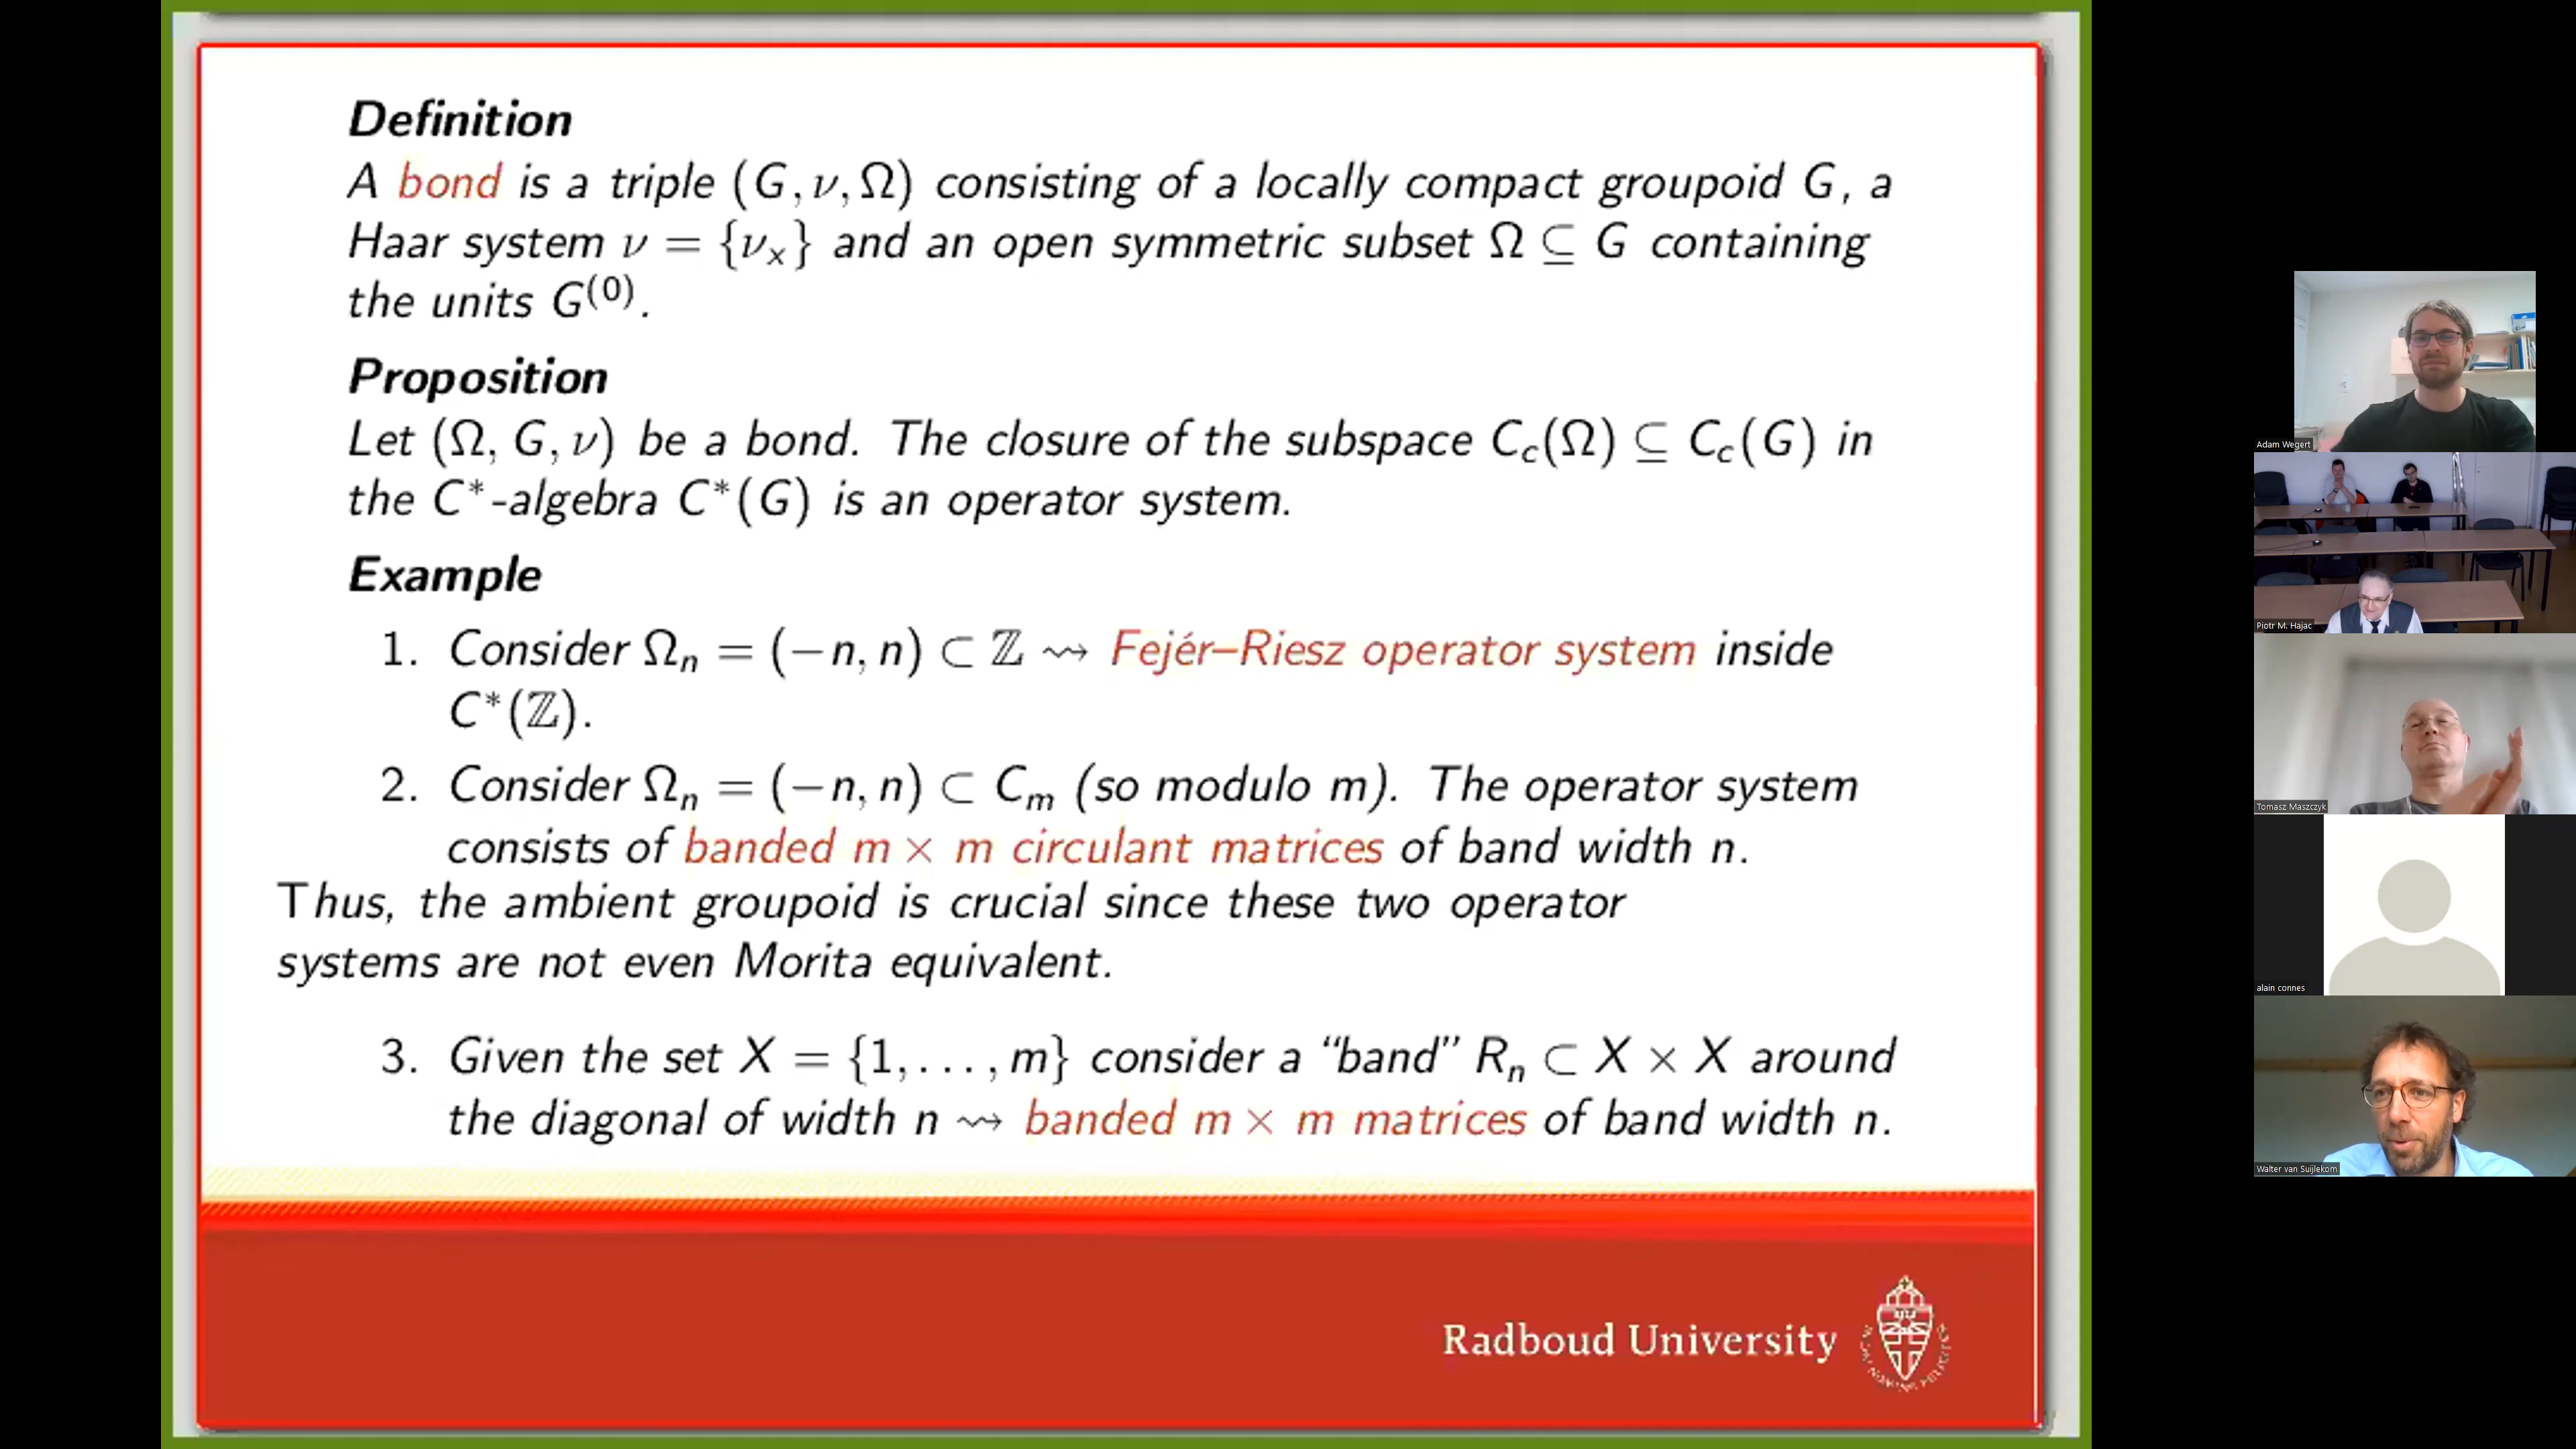 Definition
A bond is a triple (G, ν, Ω) consisting of a locally compact groupoid G, a
Haar system ν = {νₓ} and an open symmetric subset Ω ⊆ G containing
the units G⁽⁰⁾.
Proposition
Let (Ω, G, ν) be a bond. The closure of the subspace C_c(Ω) ⊆ C_c(G) in
the C*-algebra C*(G) is an operator system.
Example
1. Consider Ωₙ = (−n, n) ⊂ ℤ ⇝ Fejér–Riesz operator system inside
C*(ℤ).
2. Consider Ωₙ = (−n, n) ⊂ Cₘ (so modulo m). The operator system
consists of banded m × m circulant matrices of band width n.
Thus, the ambient groupoid is crucial since these two operator
systems are not even Morita equivalent.
3. Given the set X = {1, . . . , m} consider a “band” Rₙ ⊂ X × X around
the diagonal of width n ⇝ banded m × m matrices of band width n.
Radboud University
Adam Wegert
Piotr M. Hajac
Tomasz Maszczyk
alain connes
Walter van Suijlekom